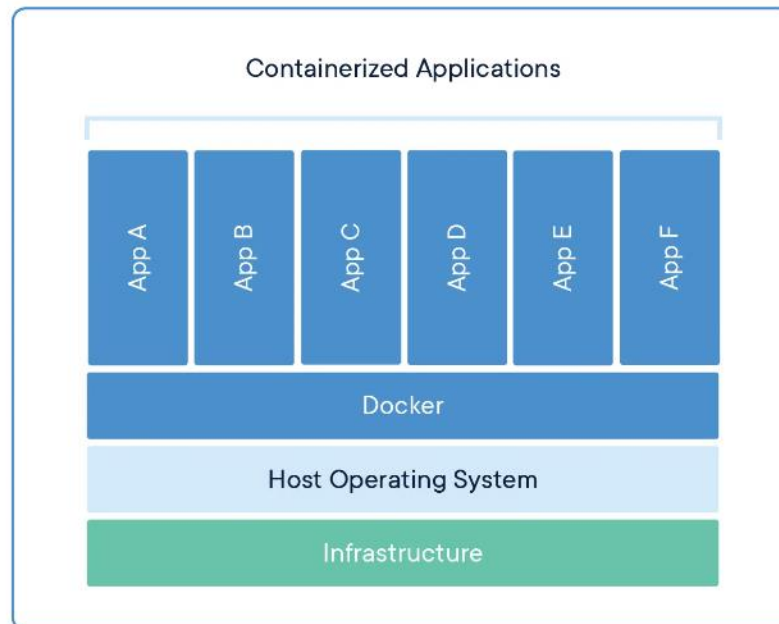 Containerized Applications
App A
App B
App C
App D
App E
App F
Docker
Host Operating System
Infrastructure